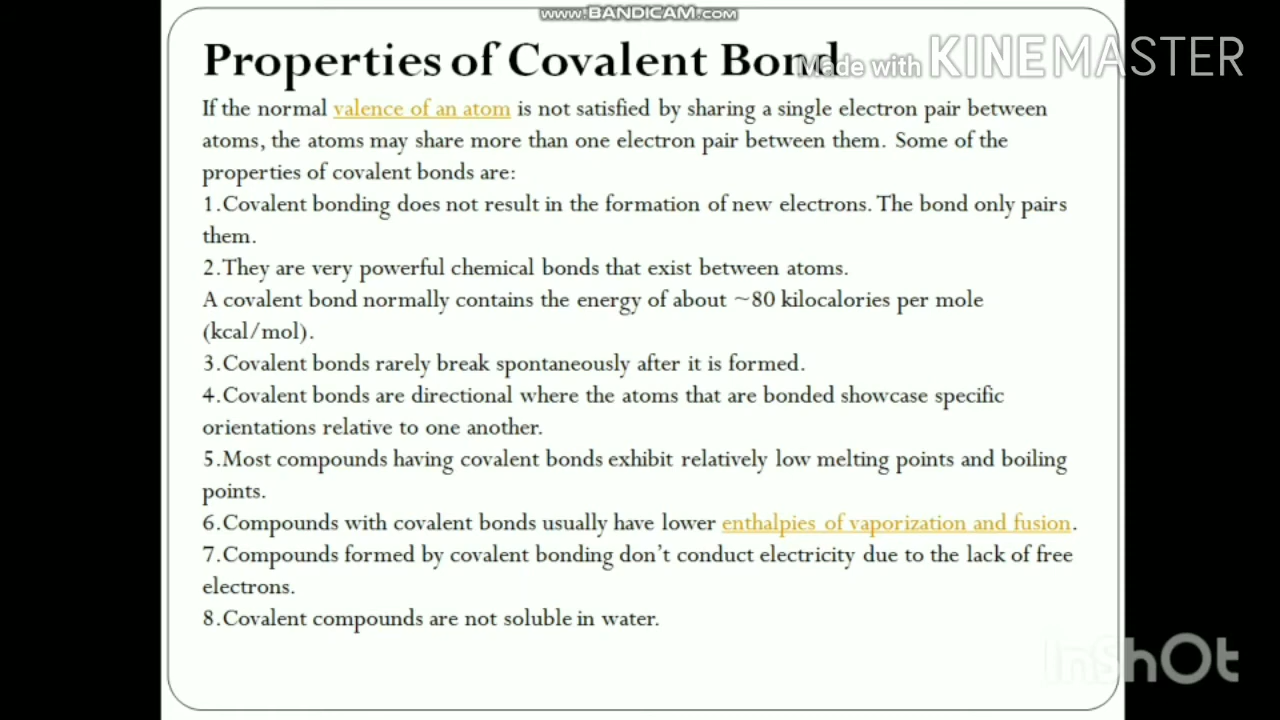 www.BANDICAM.com
Properties of Covalent Bond
Made with KINEMASTER
If the normal valence of an atom is not satisfied by sharing a single electron pair between
atoms, the atoms may share more than one electron pair between them. Some of the
properties of covalent bonds are:
1.Covalent bonding does not result in the formation of new electrons. The bond only pairs
them.
2.They are very powerful chemical bonds that exist between atoms.
A covalent bond normally contains the energy of about ~80 kilocalories per mole
(kcal/mol).
3.Covalent bonds rarely break spontaneously after it is formed.
4.Covalent bonds are directional where the atoms that are bonded showcase specific
orientations relative to one another.
5.Most compounds having covalent bonds exhibit relatively low melting points and boiling
points.
6.Compounds with covalent bonds usually have lower enthalpies of vaporization and fusion.
7.Compounds formed by covalent bonding don’t conduct electricity due to the lack of free
electrons.
8.Covalent compounds are not soluble in water.
InShOt